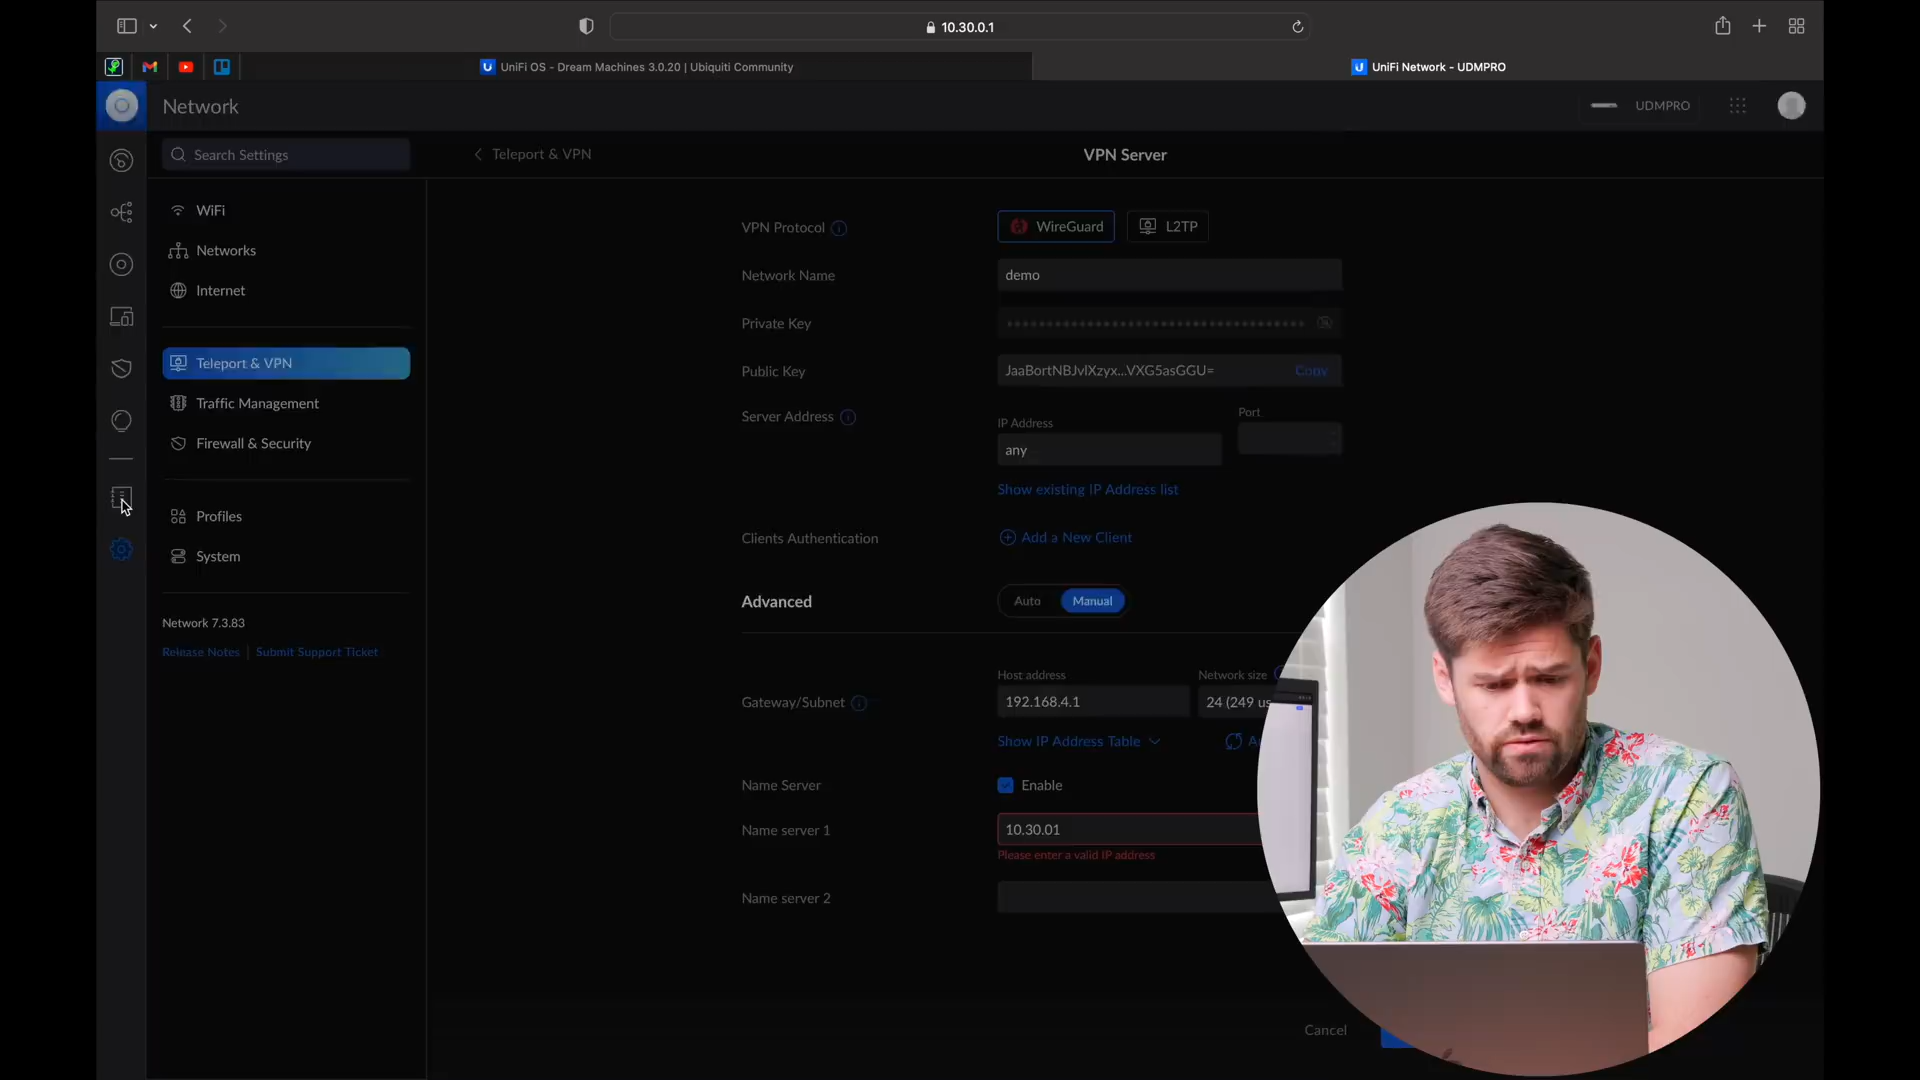 10.30.0.1
UniFi OS - Dream Machines 3.0.20 | Ubiquiti Community
UniFi Network - UDMPRO
Network
UDMPRO
Search Settings
Teleport & VPN
VPN Server
WiFi
Networks
Internet
Teleport & VPN
Traffic Management
Firewall & Security
Profiles
System
Network 7.3.83
Release Notes | Submit Support Ticket
VPN Protocol
WireGuard
L2TP
Network Name
demo
Private Key
Public Key
JaaBortNBJvlXzyx...VXG5asGGU=
Copy
Server Address
IP Address
Port
any
Show existing IP Address list
Clients Authentication
Add a New Client
Advanced
Auto
Manual
Host address
Network size
Gateway/Subnet
192.168.4.1
24 (249 us
Show IP Address Table
Name Server
Enable
Name server 1
10.30.01
Please enter a valid IP address
Name server 2
Cancel